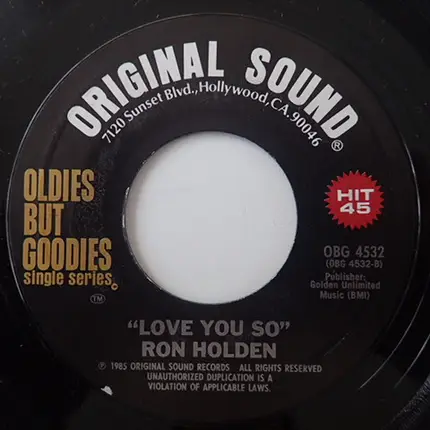 ORIGINAL SOUND®
7120 Sunset Blvd., Hollywood, CA. 90046
OLDIES
BUT
GOODIES
single series.
TM
HIT
45
OBG 4532
(OBG 4532-B)
Publisher:
Golden Unlimited
Music (BMI)
"LOVE YOU SO"
RON HOLDEN
℗ 1985 ORIGINAL SOUND RECORDS ALL RIGHTS RESERVED
UNAUTHORIZED DUPLICATION IS A
VIOLATION OF APPLICABLE LAWS.